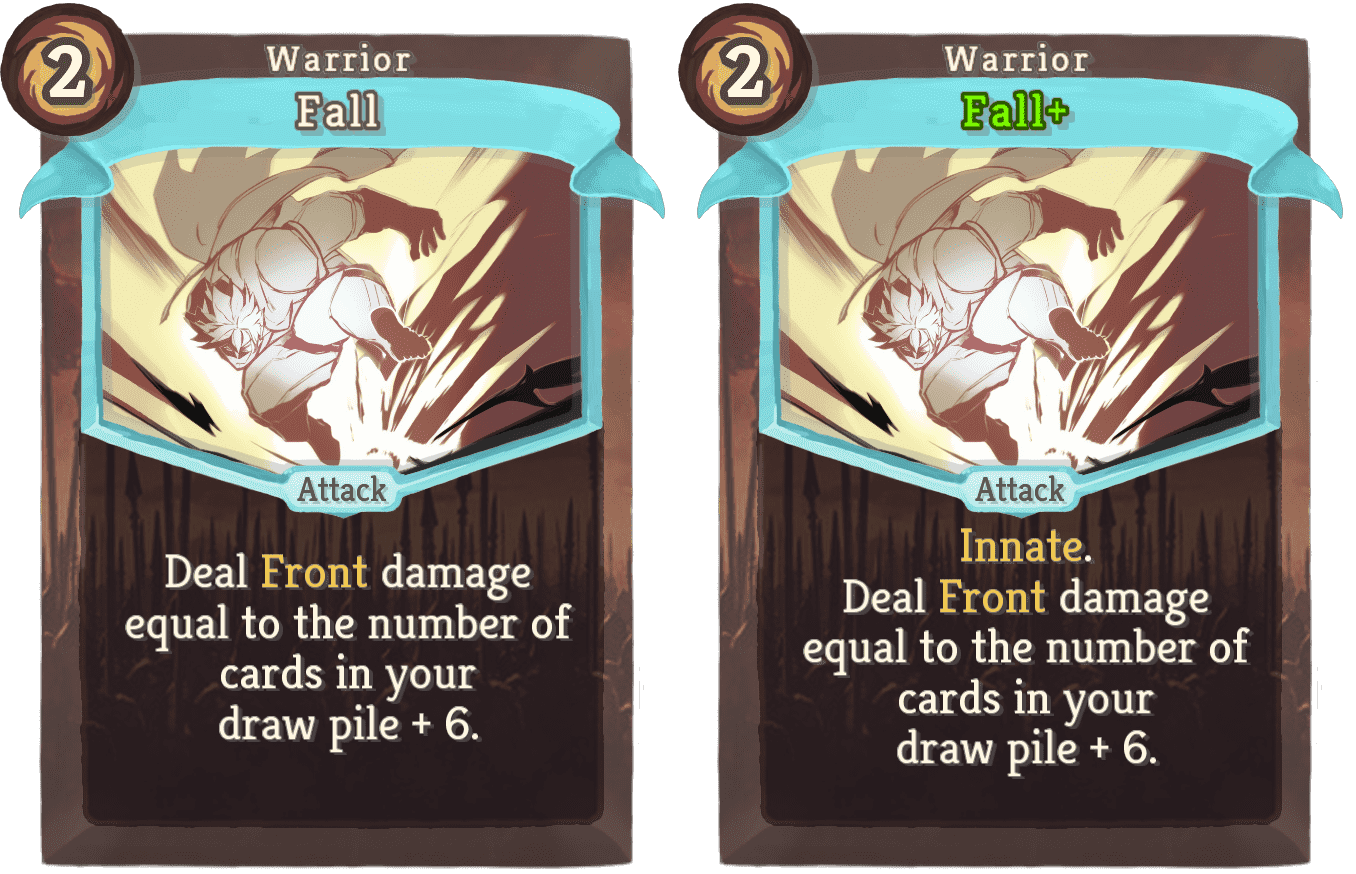 2
Warrior
Fall
Attack
Deal Front damage
equal to the number of
cards in your
draw pile + 6.
2
Warrior
Fall+
Attack
Innate.
Deal Front damage
equal to the number of
cards in your
draw pile + 6.